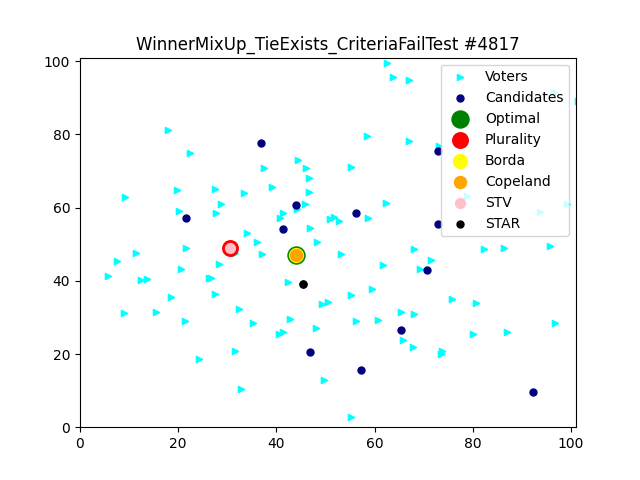 WinnerMixUp_TieExists_CriteriaFailTest #4817
100
80
60
40
20
0
0 20 40 60 80 100
Voters
Candidates
Optimal
Plurality
Borda
Copeland
STV
STAR